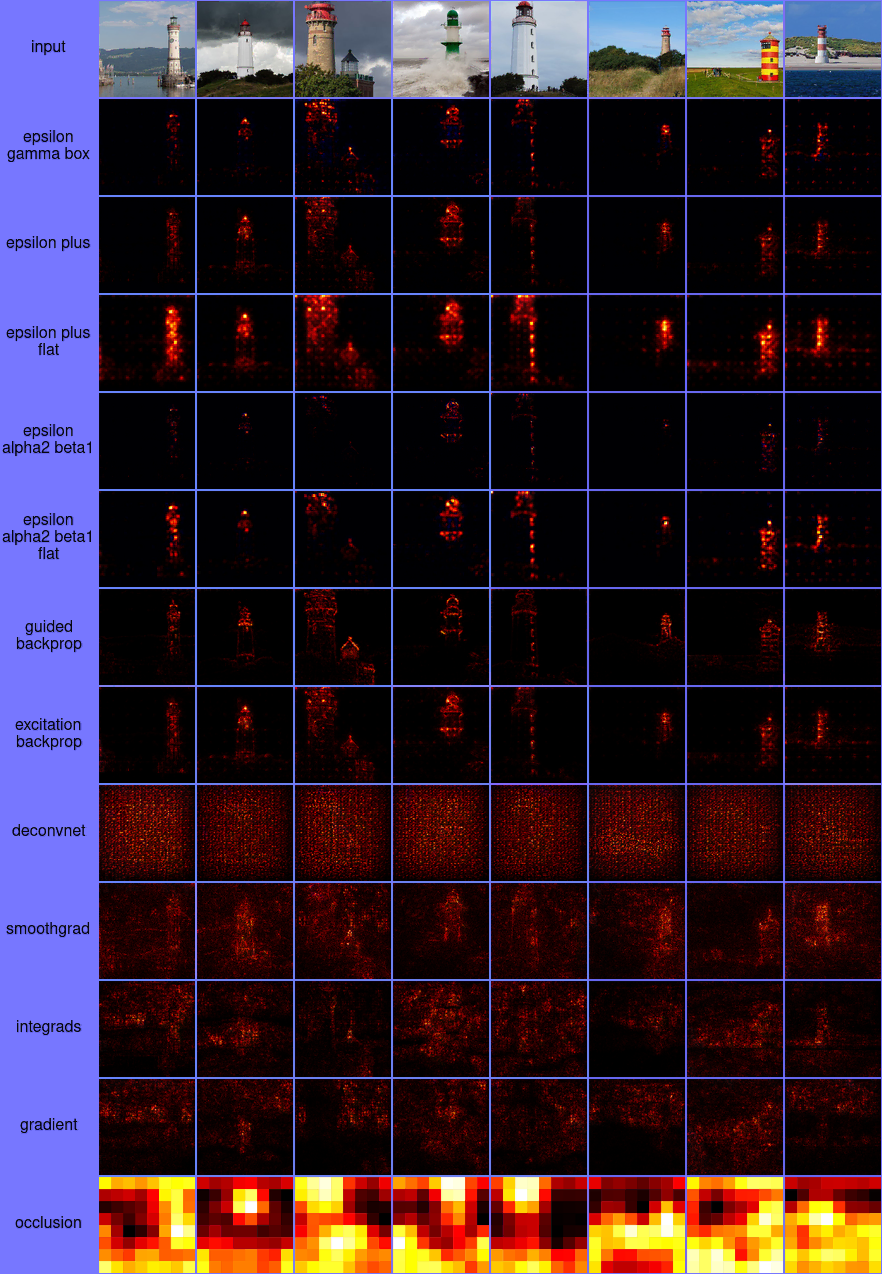 input
epsilon
gamma box
epsilon plus
epsilon plus
flat
epsilon
alpha2 beta1
epsilon
alpha2 beta1
flat
guided
backprop
excitation
backprop
deconvnet
smoothgrad
integrads
gradient
occlusion